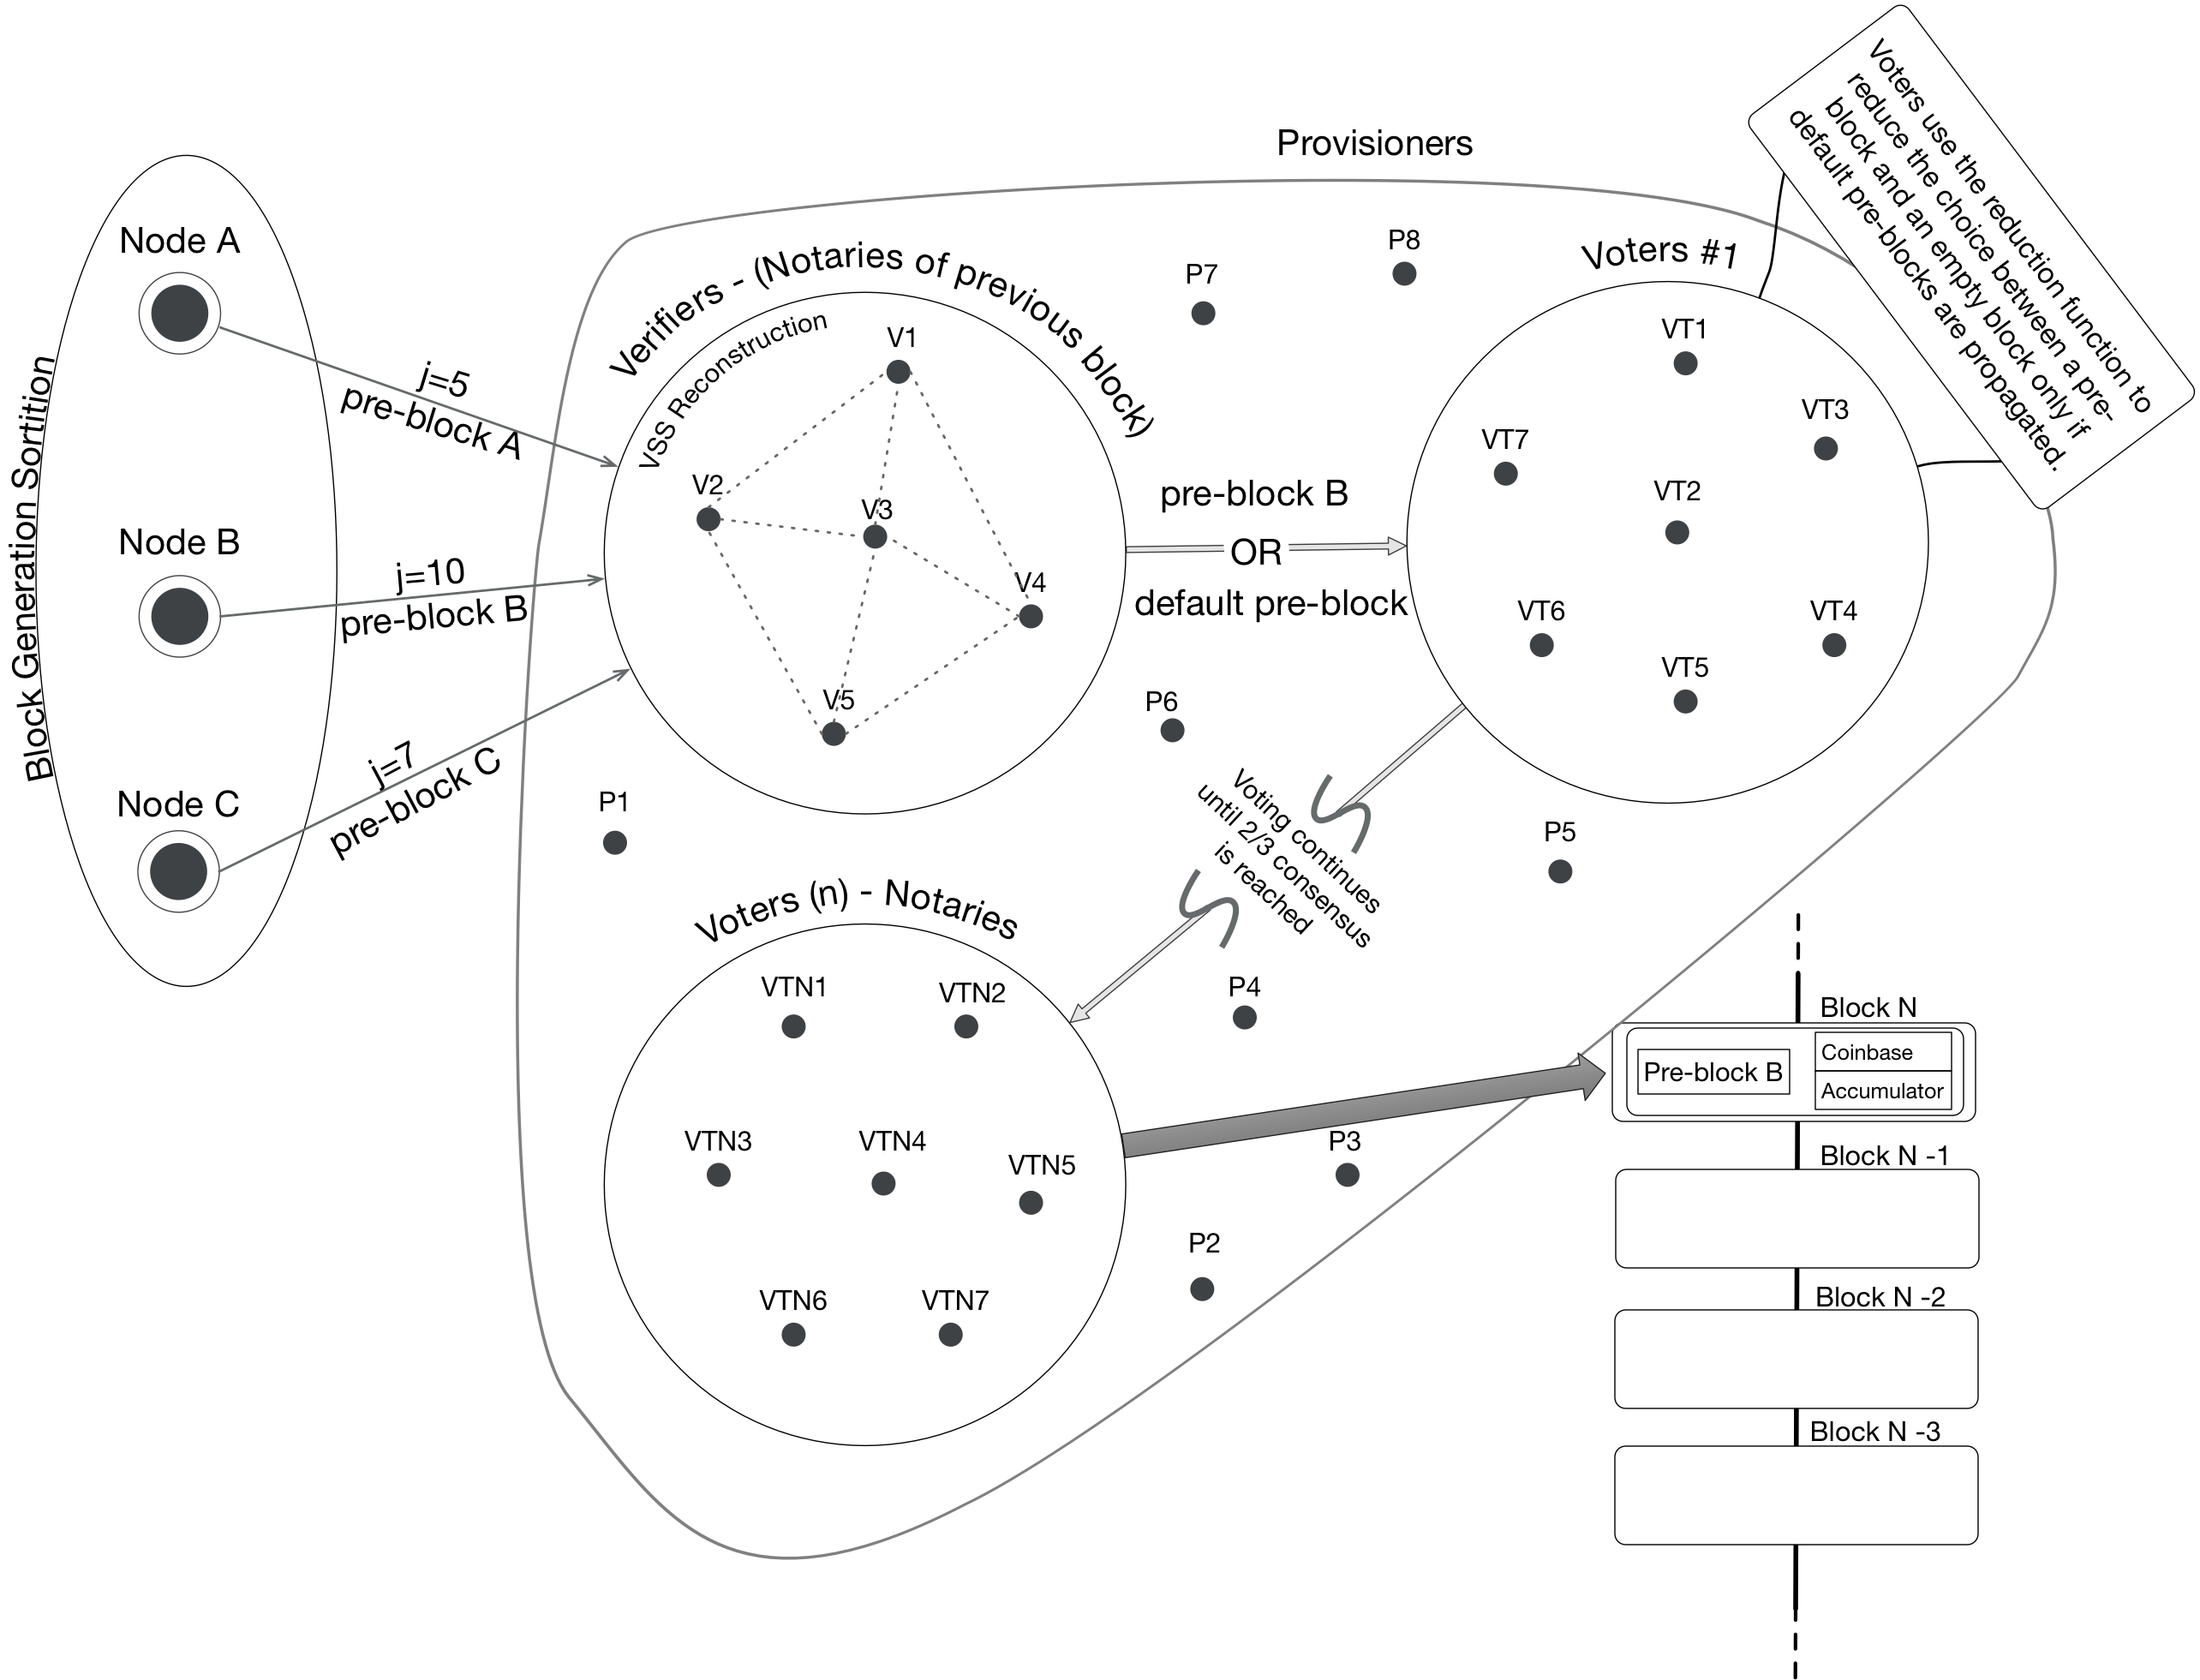 Block Generation Sortition
Node A
Node B
Node C
j=5
pre-block A
j=10
pre-block B
j=7
pre-block C
Provisioners
Verifiers - (Notaries of previous block)
VSS Reconstruction
V1
V2
V3
V4
V5
P7
P8
pre-block B
OR
default pre-block
Voters #1
VT1
VT3
VT7
VT2
VT6
VT4
VT5
Voters use the reduction function to
reduce the choice between a pre-
block and an empty block only if
default pre-blocks are propagated.
P6
P1
P5
Voting continues
until 2/3 consensus
is reached
P4
Voters (n) - Notaries
VTN1
VTN2
VTN3
VTN4
VTN5
VTN6
VTN7
P3
P2
Block N
Pre-block B
Coinbase
Accumulator
Block N -1
Block N -2
Block N -3